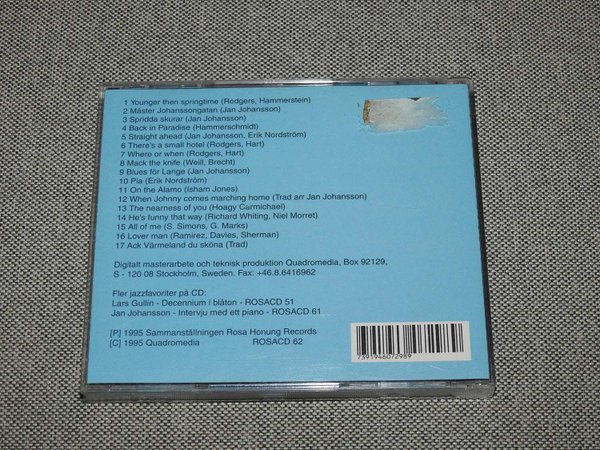 1 Younger then springtime (Rodgers, Hammerstein)
2 Mäster Johanssongatan (Jan Johansson)
3 Spridda skurar (Jan Johansson)
4 Back in Paradise (Hammerschmidt)
5 Straight ahead (Jan Johansson, Erik Nordström)
6 There's a small hotel (Rodgers, Hart)
7 Where or when (Rodgers, Hart)
8 Mack the knife (Weill, Brecht)
9 Blues för Lange (Jan Johansson)
10 Pia (Erik Nordström)
11 On the Alamo (Isham Jones)
12 When Johnny comes marching home (Trad arr Jan Johansson)
13 The nearness of you (Hoagy Carmichael)
14 He's funny that way (Richard Whiting, Niel Morret)
15 All of me (S. Simons, G. Marks)
16 Lover man (Ramirez, Davies, Sherman)
17 Ack Värmeland du sköna (Trad)
Digitalt masterarbete och teknisk produktion Quadromedia, Box 92129,
S - 120 08 Stockholm, Sweden. Fax: +46.8.6416962
Fler jazzfavoriter på CD:
Lars Gullin - Decennium i blåton - ROSACD 51
Jan Johansson - Intervju med ett piano - ROSACD 61
[P] 1995 Sammanställningen Rosa Honung Records
[C] 1995 Quadromedia ROSACD 62
7391946072989